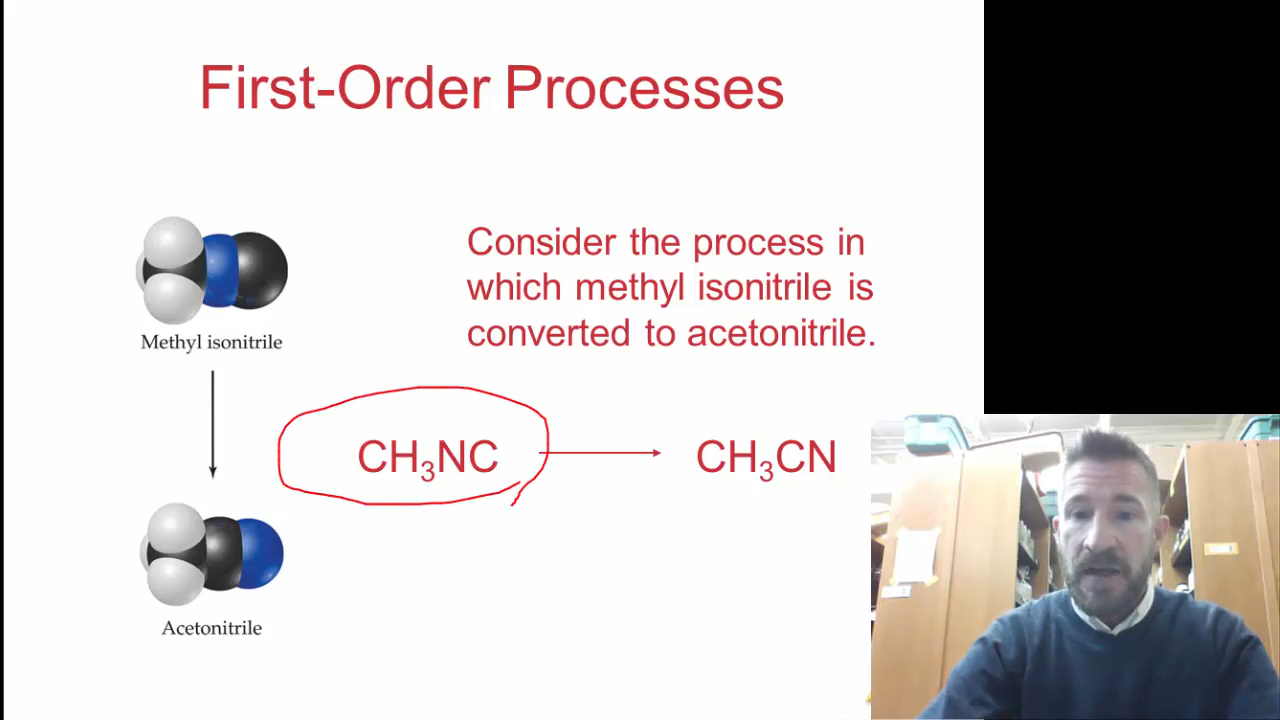 First-Order Processes
Consider the process in
which methyl isonitrile is
converted to acetonitrile.
Methyl isonitrile
CH₃NC
CH₃CN
Acetonitrile